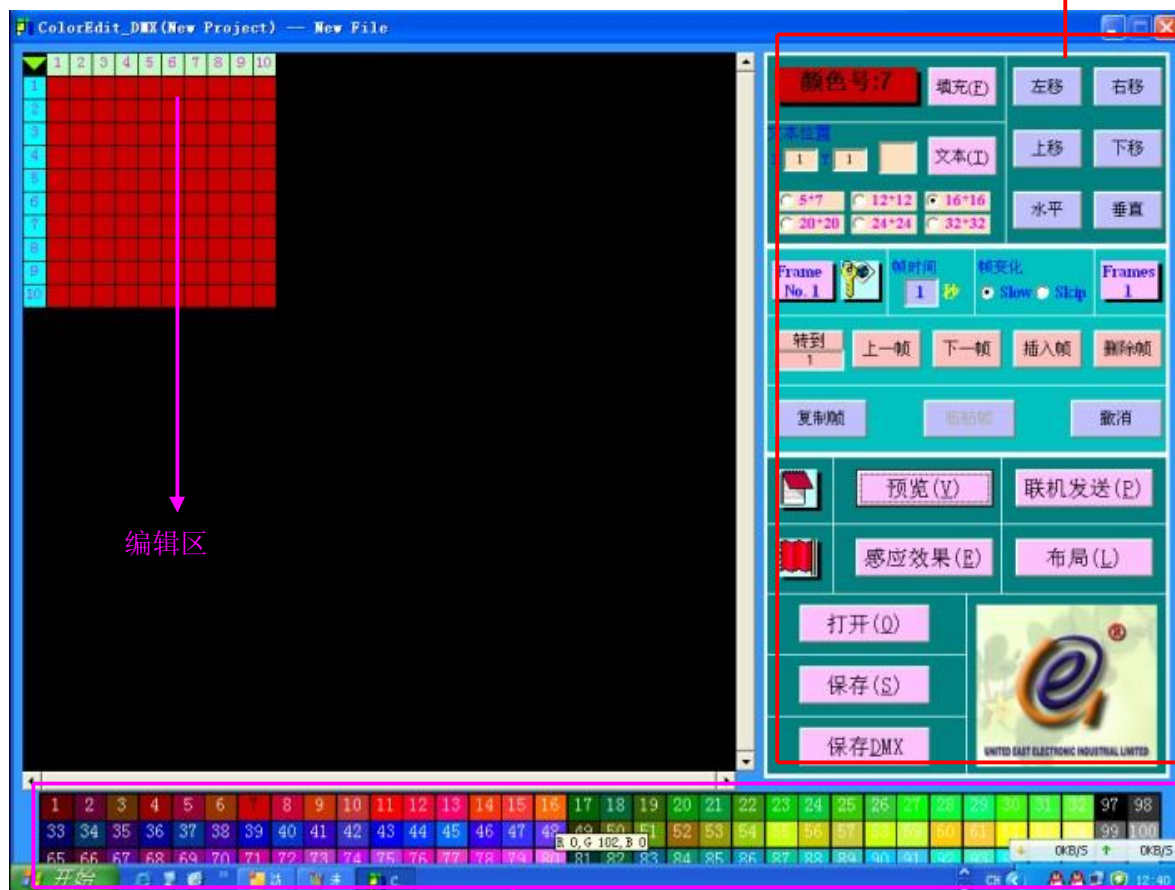 ColorEdit_DMX(New Project) -- New File
1 2 3 4 5 6 7 8 9 10
1
2
3
4
5
6
7
8
9
10
编辑区
颜色号:7
填充(F)
左移
右移
文本位置
1
1
文本(T)
上移
下移
5*7
12*12
16*16
20*20
24*24
32*32
水平
垂直
Frame
No. 1
帧时间
1 秒
帧变化
Slow
Skip
Frames
1
转到
1
上一帧
下一帧
插入帧
删除帧
复制帧
粘贴帧
撤消
预览(V)
联机发送(P)
感应效果(E)
布局(L)
打开(O)
保存(S)
保存DMX
e
®
UNITED EAST ELECTRONIC INDUSTRIAL LIMITED
1 2 3 4 5 6 7 8 9 10 11 12 13 14 15 16 17 18 19 20 21 22 23 24 25 26 27 28 29 30 31 32 97 98
33 34 35 36 37 38 39 40 41 42 43 44 45 46 47 48 49 50 51 52 53 54 55 56 57 58 59 60 61 99 100
R 0, G 102, B 0
65 66 67 68 69 70 71 72 73 74 75 76 77 78 79 80 81 82 83 84 85 86 87 88 89 90 91 92 93
0KB/S
0KB/S
开始
CH
12:40